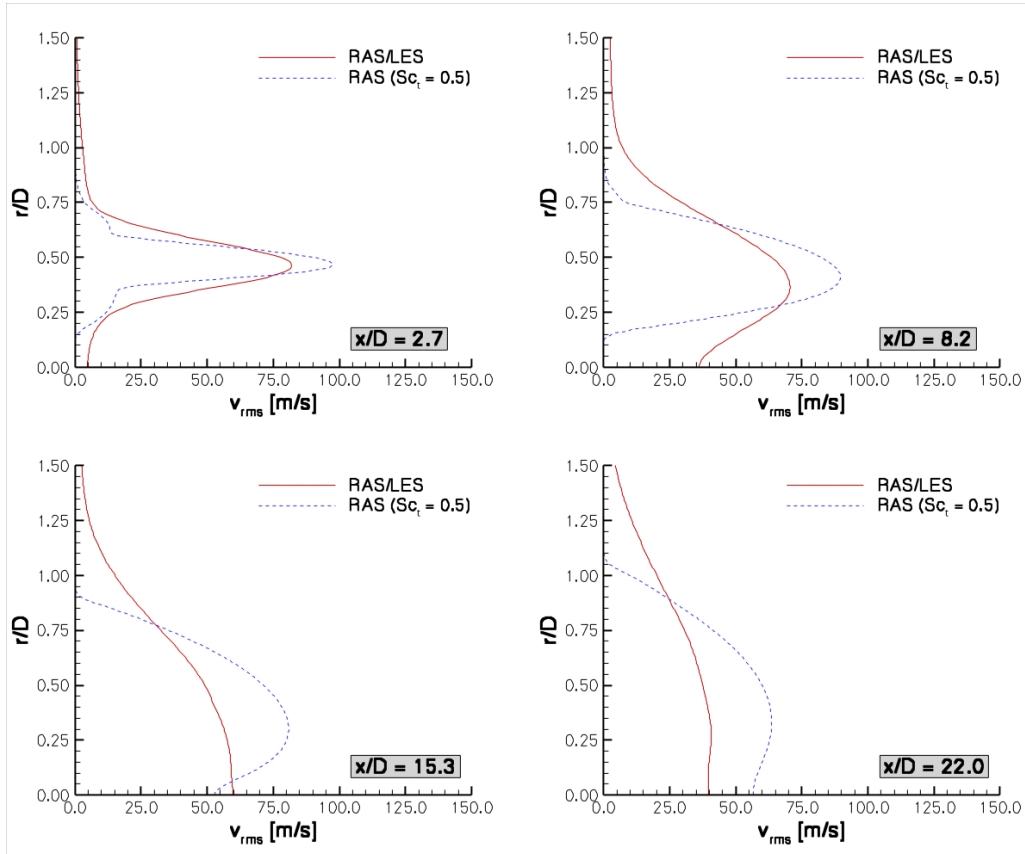 1.50
1.25
1.00
0.75
0.50
0.25
0.00
r/D
RAS/LES
RAS (Sc_t = 0.5)
x/D = 2.7
0.0 25.0 50.0 75.0 100.0 125.0 150.0
v_rms [m/s]
1.50
1.25
1.00
0.75
0.50
0.25
0.00
r/D
RAS/LES
RAS (Sc_t = 0.5)
x/D = 8.2
0.0 25.0 50.0 75.0 100.0 125.0 150.0
v_rms [m/s]
1.50
1.25
1.00
0.75
0.50
0.25
0.00
r/D
RAS/LES
RAS (Sc_t = 0.5)
x/D = 15.3
0.0 25.0 50.0 75.0 100.0 125.0 150.0
v_rms [m/s]
1.50
1.25
1.00
0.75
0.50
0.25
0.00
r/D
RAS/LES
RAS (Sc_t = 0.5)
x/D = 22.0
0.0 25.0 50.0 75.0 100.0 125.0 150.0
v_rms [m/s]